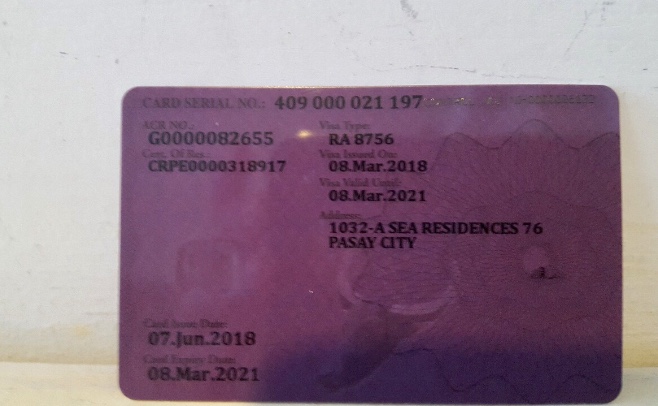 CARD SERIAL NO.: 409 000 021 197
ACR NO.:
G0000082655
Cert. Of Res.:
CRPE0000318917
Visa Type:
RA 8756
Visa Issued On:
08.Mar.2018
Visa Valid Until:
08.Mar.2021
Address:
1032-A SEA RESIDENCES 76
PASAY CITY
Card Issue Date:
07.Jun.2018
Card Expiry Date:
08.Mar.2021